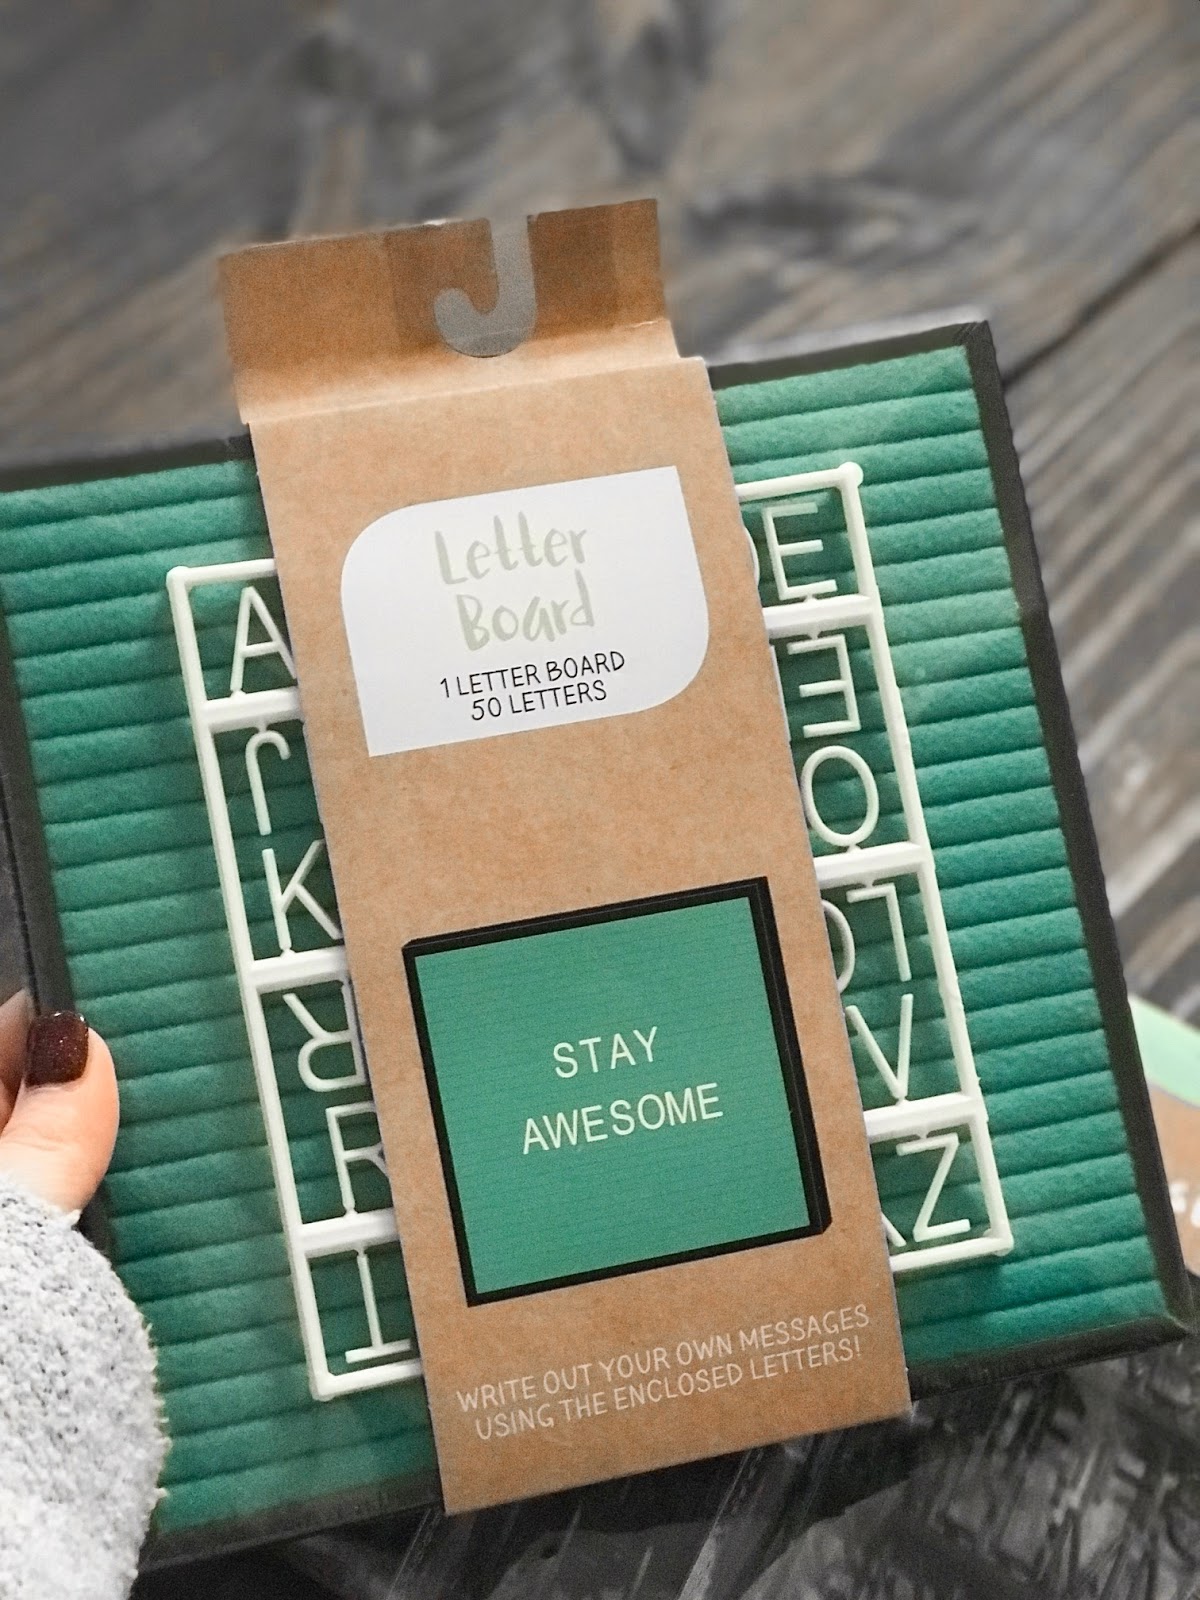 Letter
Board
1 LETTER BOARD
50 LETTERS
STAY
AWESOME
WRITE OUT YOUR OWN MESSAGES
USING THE ENCLOSED LETTERS!
A
E
E
J
O
K
L
R
V
R
Z
I